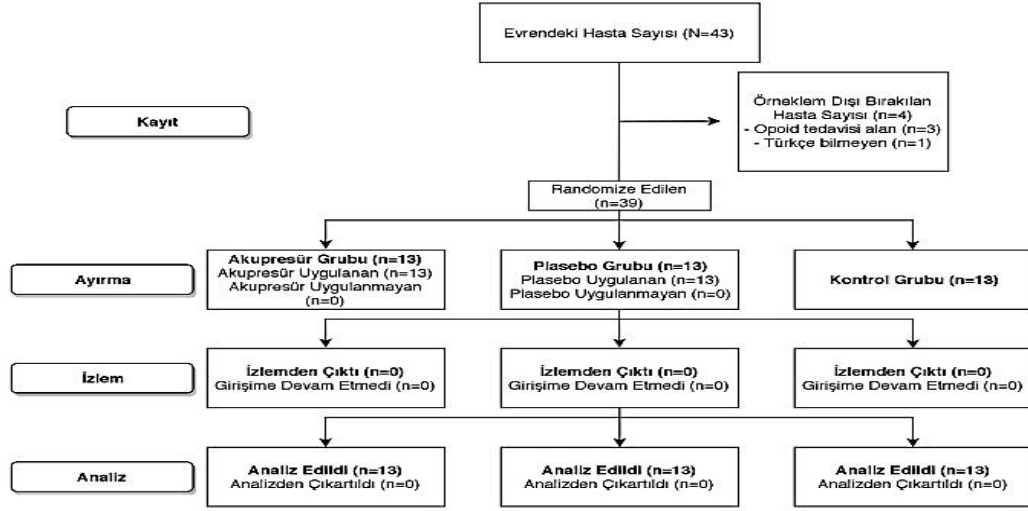 Evrendeki Hasta Sayısı (N=43)
Kayıt
Örneklem Dışı Bırakılan
Hasta Sayısı (n=4)
- Opoid tedavisi alan (n=3)
- Türkçe bilmeyen (n=1)
Randomize Edilen
(n=39)
Ayırma
Akupresür Grubu (n=13)
Akupresür Uygulanan (n=13)
Akupresür Uygulanmayan
(n=0)
Plasebo Grubu (n=13)
Plasebo Uygulanan (n=13)
Plasebo Uygulanmayan (n=0)
Kontrol Grubu (n=13)
İzlem
İzlemden Çıktı (n=0)
Girişime Devam Etmedi (n=0)
İzlemden Çıktı (n=0)
Girişime Devam Etmedi (n=0)
İzlemden Çıktı (n=0)
Girişime Devam Etmedi (n=0)
Analiz
Analiz Edildi (n=13)
Analizden Çıkartıldı (n=0)
Analiz Edildi (n=13)
Analizden Çıkartıldı (n=0)
Analiz Edildi (n=13)
Analizden Çıkartıldı (n=0)